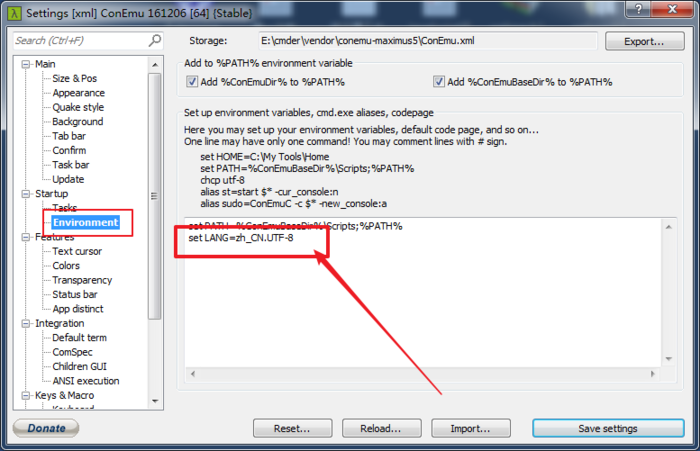 Settings [xml] ConEmu 161206 [64] {Stable}
Search (Ctrl+F)
Storage:
E:\cmder\vendor\conemu-maximus5\ConEmu.xml
Export...
Main
Size & Pos
Appearance
Quake style
Background
Tab bar
Confirm
Task bar
Update
Startup
Tasks
Environment
Features
Text cursor
Colors
Transparency
Status bar
App distinct
Integration
Default term
ComSpec
Children GUI
ANSI execution
Keys & Macro
Keyboard
Add to %PATH% environment variable
Add %ConEmuDir% to %PATH%
Add %ConEmuBaseDir% to %PATH%
Set up environment variables, cmd.exe aliases, codepage
Here you may set up your environment variables, default code page, and so on...
One line may have only one command! You may comment lines with # sign.
set HOME=C:\My Tools\Home
set PATH=%ConEmuBaseDir%\Scripts;%PATH%
chcp utf-8
alias st=start $* -cur_console:n
alias sudo=ConEmuC -c $* -new_console:a
set PATH=%ConEmuBaseDir%\Scripts;%PATH%
set LANG=zh_CN.UTF-8
Donate
Reset...
Reload...
Import...
Save settings